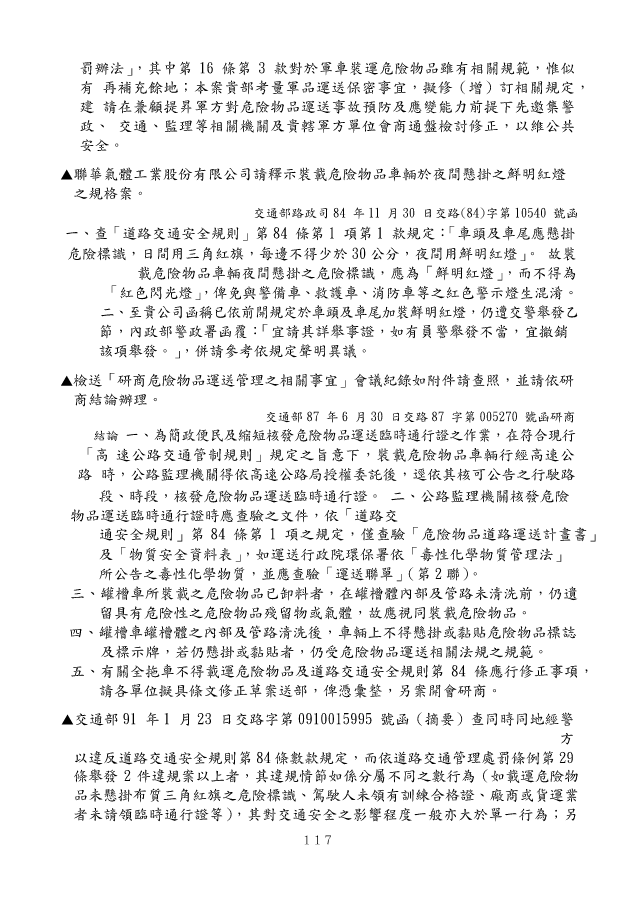 罰辦法」，其中第 16 條第 3 款對於軍車裝運危險物品雖有相關規範，惟似
有 再補充餘地；本案貴部考量軍品運送保密事宜，擬修（增）訂相關規定，
建 請在兼顧提昇軍方對危險物品運送事故預防及應變能力前提下先邀集警
政、 交通、監理等相關機關及貴轄軍方單位會商通盤檢討修正，以維公共
安全。
▲聯華氣體工業股份有限公司請釋示裝載危險物品車輛於夜間懸掛之鮮明紅燈
之規格案。
交通部路政司 84 年 11 月 30 日交路(84)字第 10540 號函
一、查「道路交通安全規則」第 84 條第 1 項第 1 款規定：「車頭及車尾應懸掛
危險標識，日間用三角紅旗，每邊不得少於 30 公分，夜間用鮮明紅燈」。 故裝
載危險物品車輛夜間懸掛之危險標識，應為「鮮明紅燈」，而不得為
「紅色閃光燈」，俾免與警備車、救護車、消防車等之紅色警示燈生混淆。
二、至貴公司函稱已依前開規定於車頭及車尾加裝鮮明紅燈，仍遭交警舉發乙
節，內政部警政署函覆：「宜請其詳舉事證，如有員警舉發不當，宜撤銷
該項舉發。」，併請參考依規定聲明異議。
▲檢送「研商危險物品運送管理之相關事宜」會議紀錄如附件請查照，並請依研
商結論辦理。
交通部 87 年 6 月 30 日交路 87 字第 005270 號函研商
結論 一、為簡政便民及縮短核發危險物品運送臨時通行證之作業，在符合現行
「高 速公路交通管制規則」規定之旨意下，裝載危險物品車輛行經高速公
路 時，公路監理機關得依高速公路局授權委託後，逕依其核可公告之行駛路
段、時段，核發危險物品運送臨時通行證。 二、公路監理機關核發危險
物品運送臨時通行證時應查驗之文件，依「道路交
通安全規則」第 84 條第 1 項之規定，僅查驗「危險物品道路運送計畫書」
及「物質安全資料表」，如運送行政院環保署依「毒性化學物質管理法」
所公告之毒性化學物質，並應查驗「運送聯單」（第 2 聯）。
三、罐槽車所裝載之危險物品已卸料者，在罐槽體內部及管路未清洗前，仍遺
留具有危險性之危險物品殘留物或氣體，故應視同裝載危險物品。
四、罐槽車罐槽體之內部及管路清洗後，車輛上不得懸掛或黏貼危險物品標誌
及標示牌，若仍懸掛或黏貼者，仍受危險物品運送相關法規之規範。
五、有關全拖車不得載運危險物品及道路交通安全規則第 84 條應行修正事項，
請各單位擬具條文修正草案送部，俾憑彙整，另案開會研商。
▲交通部 91 年 1 月 23 日交路字第 0910015995 號函（摘要）查同時同地經警
方
以違反道路交通安全規則第 84 條數款規定，而依道路交通管理處罰條例第 29
條舉發 2 件違規案以上者，其違規情節如係分屬不同之數行為（如載運危險物
品未懸掛布質三角紅旗之危險標識、駕駛人未領有訓練合格證、廠商或貨運業
者未請領臨時通行證等），其對交通安全之影響程度一般亦大於單一行為；另
117